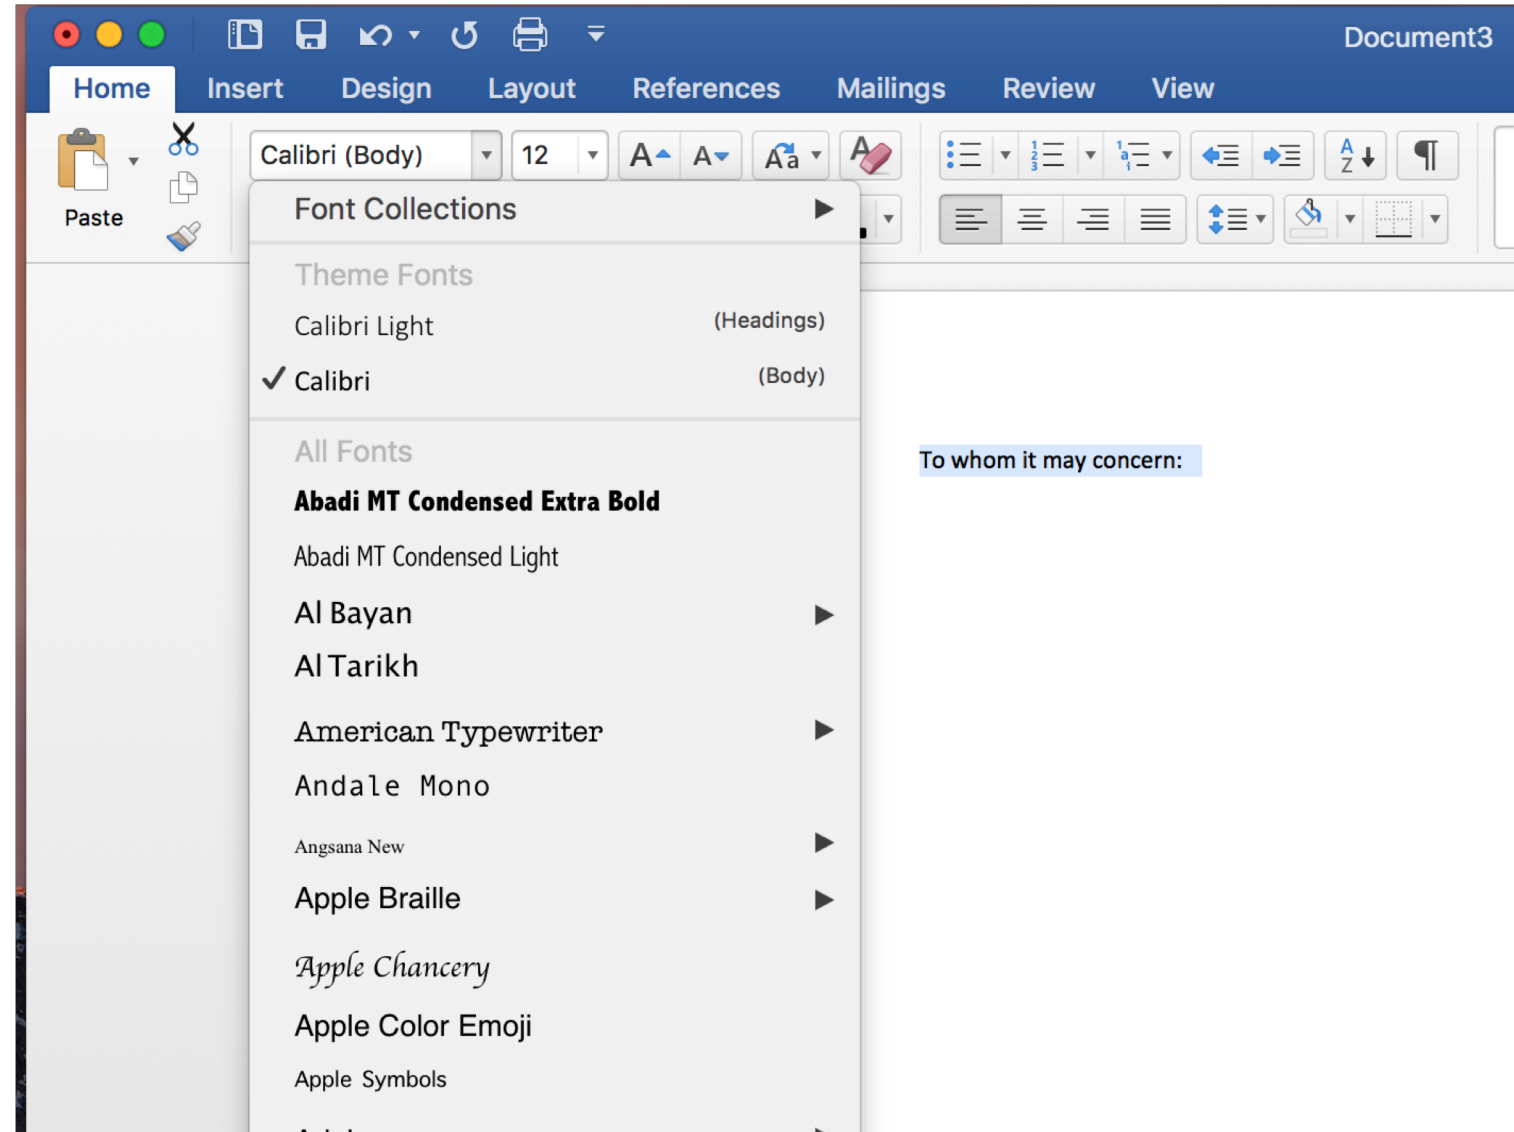 Document3
Home Insert Design Layout References Mailings Review View
Calibri (Body) 12
Paste
Font Collections
Theme Fonts
Calibri Light (Headings)
Calibri (Body)
All Fonts
To whom it may concern:
Abadi MT Condensed Extra Bold
Abadi MT Condensed Light
Al Bayan
Al Tarikh
American Typewriter
Andale Mono
Angsana New
Apple Braille
Apple Chancery
Apple Color Emoji
Apple Symbols